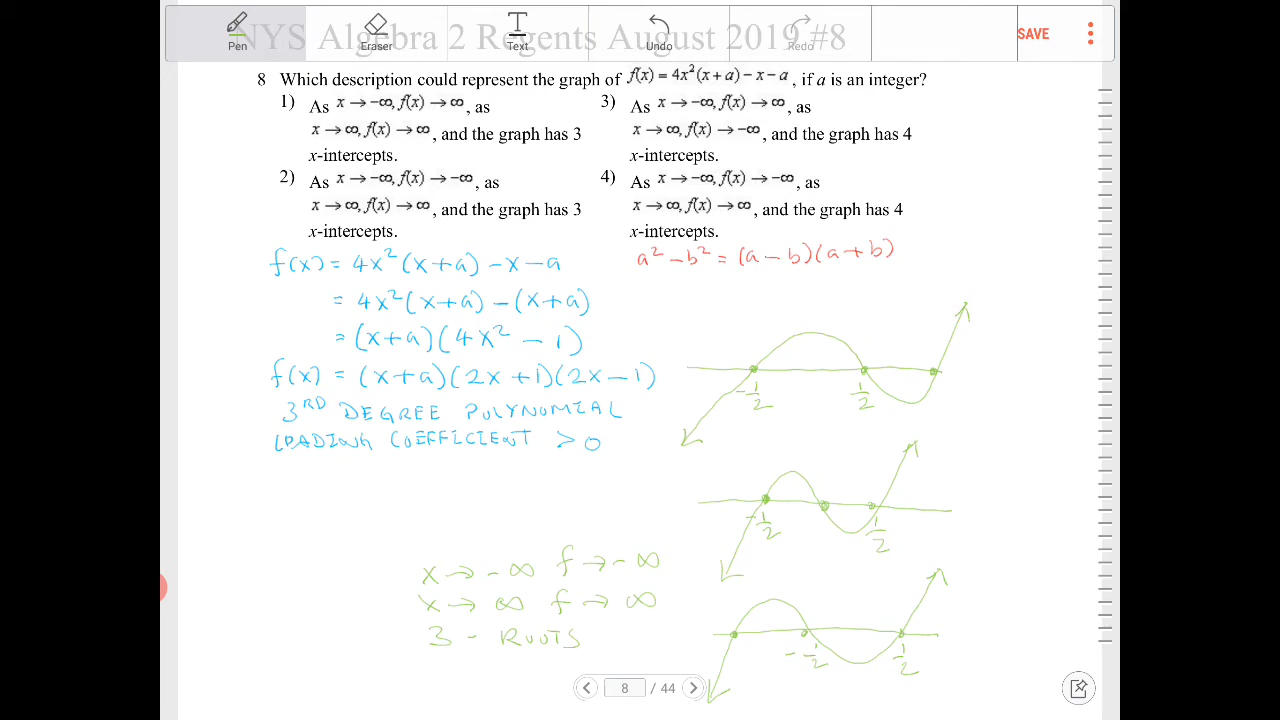 NYS Algebra 2 Regents August 2019 #8
Pen
Eraser
Text
Undo
Redo
SAVE
8 Which description could represent the graph of f(x) = 4x²(x + a) − x − a, if a is an integer?
1) As x → −∞, f(x) → ∞, as
x → ∞, f(x) → ∞, and the graph has 3
x-intercepts.
2) As x → −∞, f(x) → −∞, as
x → ∞, f(x) → ∞, and the graph has 3
x-intercepts.
3) As x → −∞, f(x) → ∞, as
x → ∞, f(x) → −∞, and the graph has 4
x-intercepts.
4) As x → −∞, f(x) → −∞, as
x → ∞, f(x) → ∞, and the graph has 4
x-intercepts.
f(x) = 4x²(x+a) − x − a
= 4x²(x+a) − (x+a)
= (x+a)(4x² − 1)
f(x) = (x+a)(2x+1)(2x−1)
3RD DEGREE POLYNOMIAL
LEADING COEFFICIENT > 0
a² − b² = (a − b)(a + b)
−1/2 1/2
−1/2 1/2
−1/2 1/2
x → −∞ f → −∞
x → ∞ f → ∞
3 - ROOTS
8 / 44